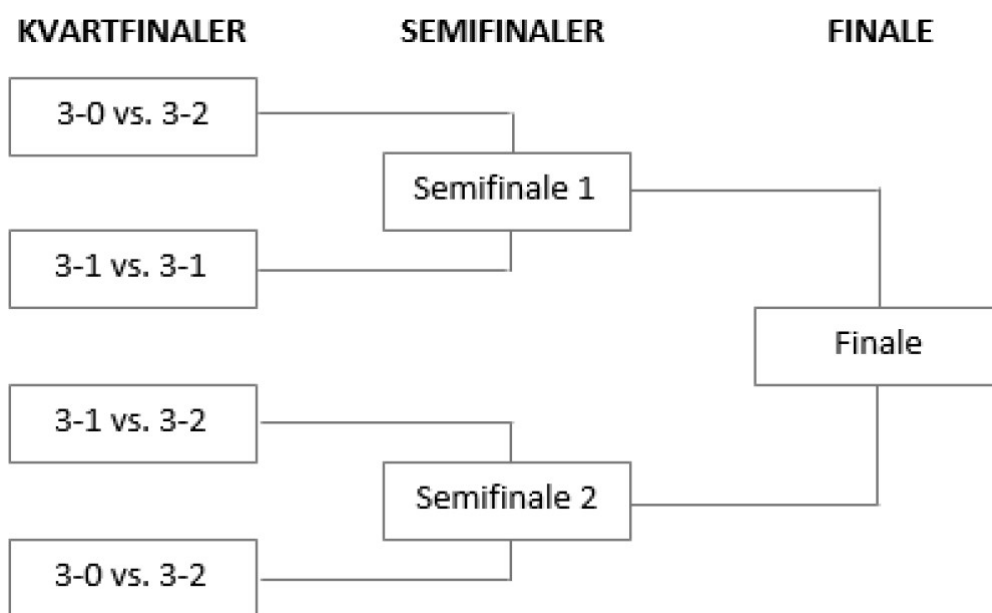 KVARTFINALER
SEMIFINALER
FINALE
3-0 vs. 3-2
Semifinale 1
3-1 vs. 3-1
Finale
3-1 vs. 3-2
Semifinale 2
3-0 vs. 3-2